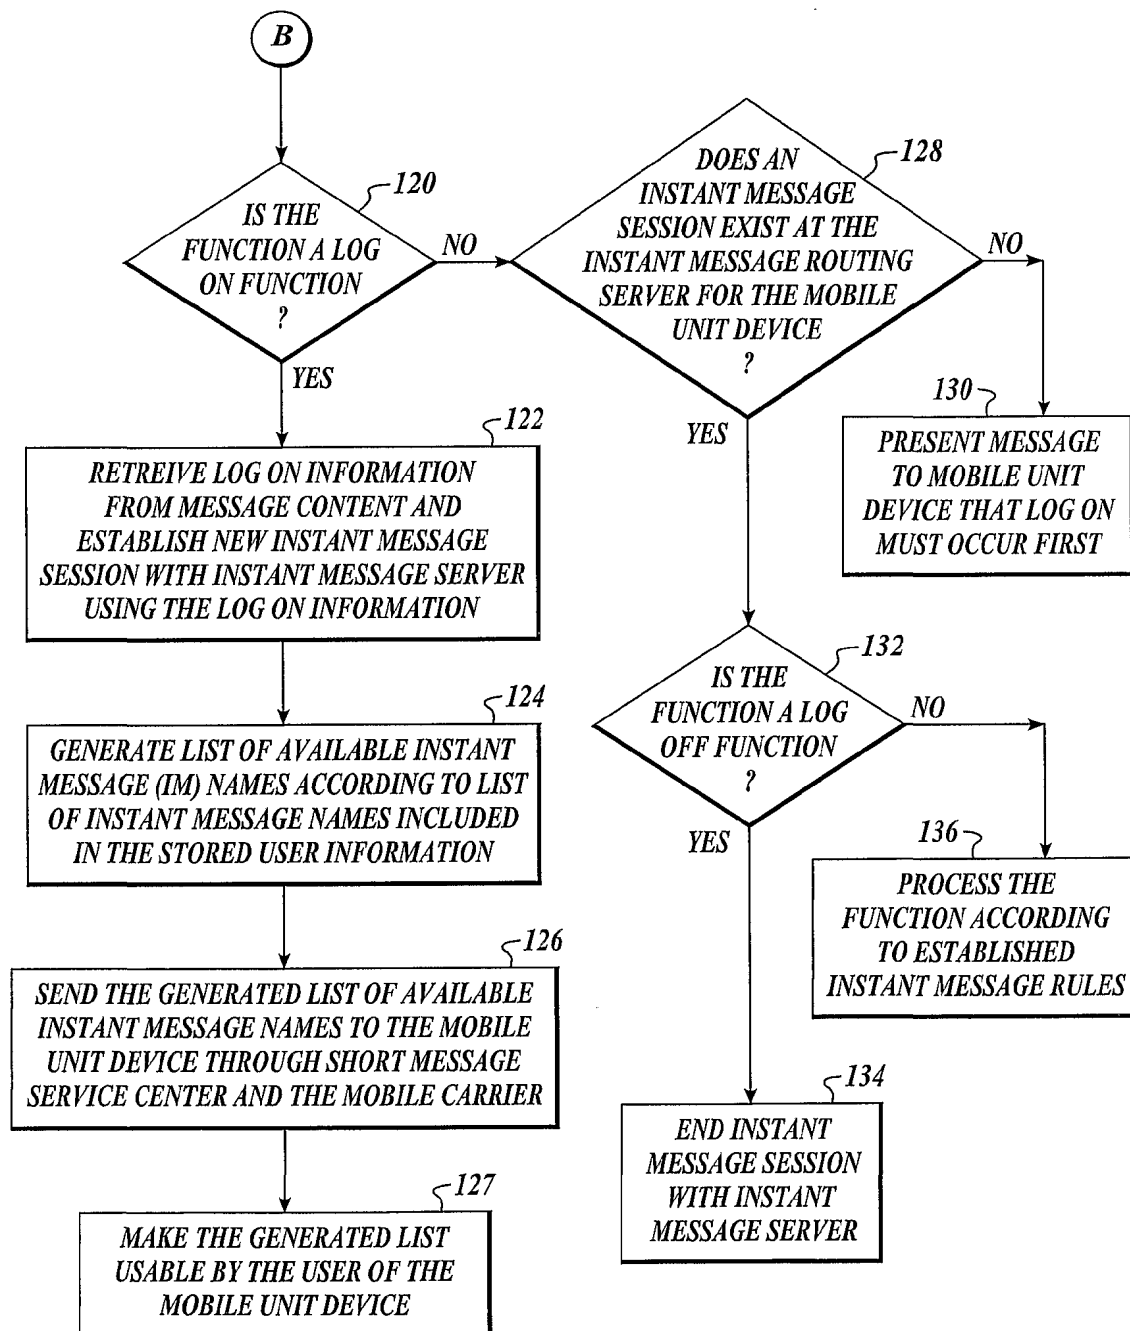 B
120
IS THE
FUNCTION A LOG
ON FUNCTION
?
NO
YES
128
DOES AN
INSTANT MESSAGE
SESSION EXIST AT THE
INSTANT MESSAGE ROUTING
SERVER FOR THE MOBILE
UNIT DEVICE
?
NO
YES
130
PRESENT MESSAGE
TO MOBILE UNIT
DEVICE THAT LOG ON
MUST OCCUR FIRST
122
RETREIVE LOG ON INFORMATION
FROM MESSAGE CONTENT AND
ESTABLISH NEW INSTANT MESSAGE
SESSION WITH INSTANT MESSAGE SERVER
USING THE LOG ON INFORMATION
124
GENERATE LIST OF AVAILABLE INSTANT
MESSAGE (IM) NAMES ACCORDING TO LIST
OF INSTANT MESSAGE NAMES INCLUDED
IN THE STORED USER INFORMATION
126
SEND THE GENERATED LIST OF AVAILABLE
INSTANT MESSAGE NAMES TO THE MOBILE
UNIT DEVICE THROUGH SHORT MESSAGE
SERVICE CENTER AND THE MOBILE CARRIER
127
MAKE THE GENERATED LIST
USABLE BY THE USER OF THE
MOBILE UNIT DEVICE
132
IS THE
FUNCTION A LOG
OFF FUNCTION
?
NO
YES
136
PROCESS THE
FUNCTION ACCORDING
TO ESTABLISHED
INSTANT MESSAGE RULES
134
END INSTANT
MESSAGE SESSION
WITH INSTANT
MESSAGE SERVER